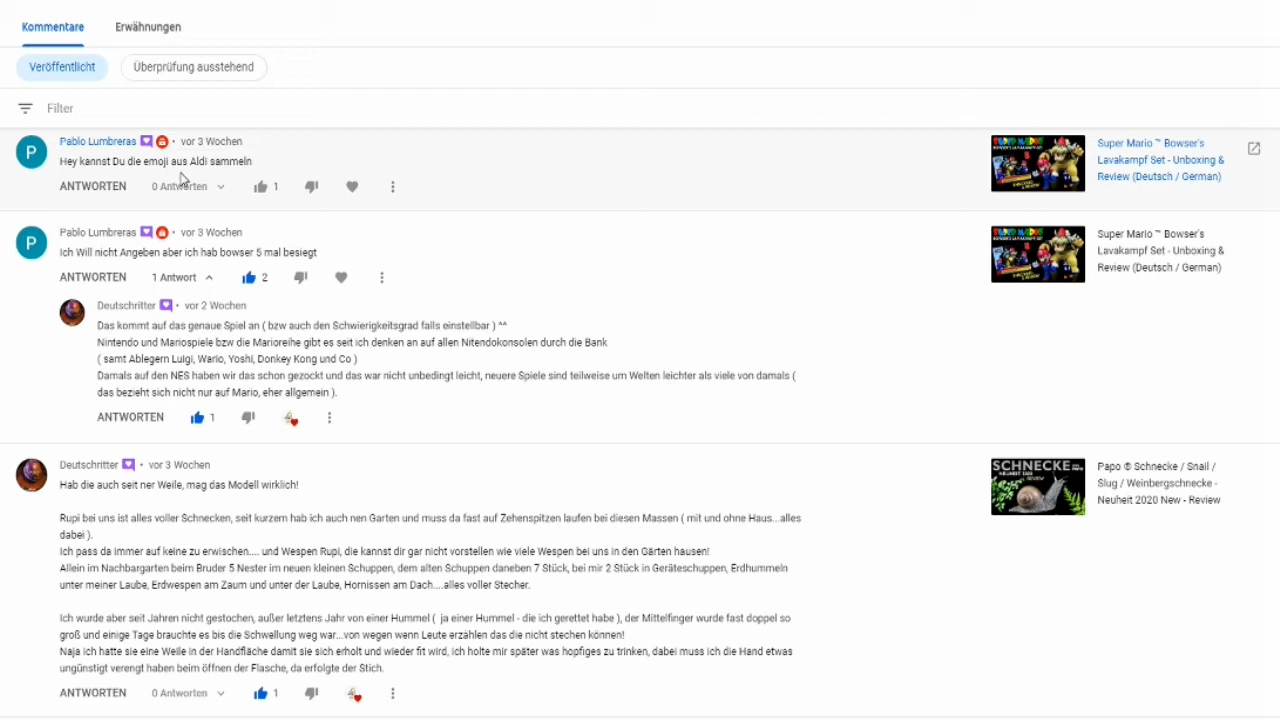 Kommentare Erwähnungen
Veröffentlicht Überprüfung ausstehend
Filter
Pablo Lumbreras • vor 3 Wochen
Hey kannst Du die emoji aus Aldi sammeln
ANTWORTEN 0 Antworten 1
Super Mario ™ Bowser's
Lavakampf Set - Unboxing &
Review (Deutsch / German)
Pablo Lumbreras • vor 3 Wochen
Ich Will nicht Angeben aber ich hab bowser 5 mal besiegt
ANTWORTEN 1 Antwort 2
Super Mario ™ Bowser's
Lavakampf Set - Unboxing &
Review (Deutsch / German)
Deutschritter • vor 2 Wochen
Das kommt auf das genaue Spiel an ( bzw auch den Schwierigkeitsgrad falls einstellbar ) ^^
Nintendo und Mariospiele bzw die Marioreihe gibt es seit ich denken an auf allen Nitendokonsolen durch die Bank
( samt Ablegern Luigi, Wario, Yoshi, Donkey Kong und Co )
Damals auf den NES haben wir das schon gezockt und das war nicht unbedingt leicht, neuere Spiele sind teilweise um Welten leichter als viele von damals (
das bezieht sich nicht nur auf Mario, eher allgemein ).
ANTWORTEN 1
Deutschritter • vor 3 Wochen
Hab die auch seit ner Weile, mag das Modell wirklich!
Rupi bei uns ist alles voller Schnecken, seit kurzem hab ich auch nen Garten und muss da fast auf Zehenspitzen laufen bei diesen Massen ( mit und ohne Haus...alles
dabei ).
Ich pass da immer auf keine zu erwischen.... und Wespen Rupi, die kannst dir gar nicht vorstellen wie viele Wespen bei uns in den Gärten hausen!
Allein im Nachbargarten beim Bruder 5 Nester im neuen kleinen Schuppen, dem alten Schuppen daneben 7 Stück, bei mir 2 Stück in Geräteschuppen, Erdhummeln
unter meiner Laube, Erdwespen am Zaum und unter der Laube, Hornissen am Dach....alles voller Stecher.
Ich wurde aber seit Jahren nicht gestochen, außer letztens Jahr von einer Hummel ( ja einer Hummel - die ich gerettet habe ), der Mittelfinger wurde fast doppel so
groß und einige Tage brauchte es bis die Schwellung weg war...von wegen wenn Leute erzählen das die nicht stechen können!
Naja ich hatte sie eine Weile in der Handfläche damit sie sich erholt und wieder fit wird, ich holte mir später was hopfiges zu trinken, dabei muss ich die Hand etwas
ungünstig verengt haben beim öffnen der Flasche, da erfolgte der Stich.
ANTWORTEN 0 Antworten 1
SCHNECKE
NEUHEIT 2020
REVIEW
Papo ® Schnecke / Snail /
Slug / Weinbergschnecke -
Neuheit 2020 New - Review